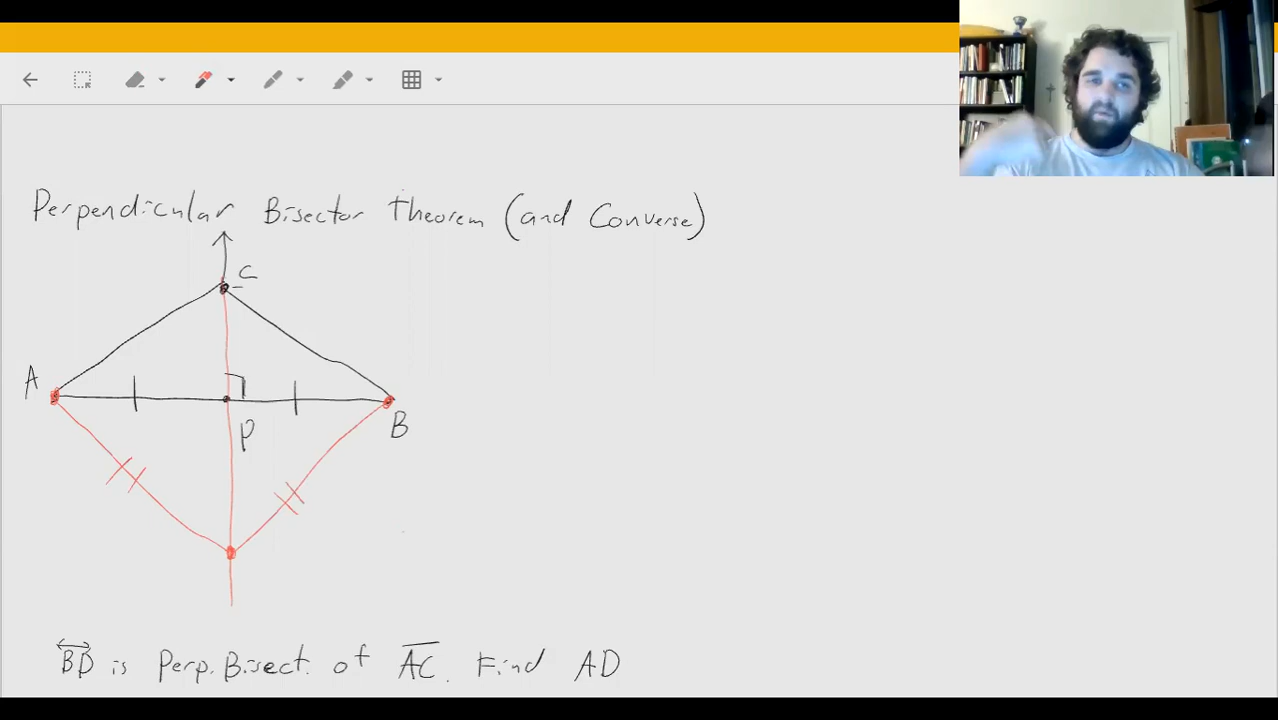 Perpendicular Bisector Theorem (and Converse)
C
A
P
B
BD is Perp. Bisect. of AC. Find AD